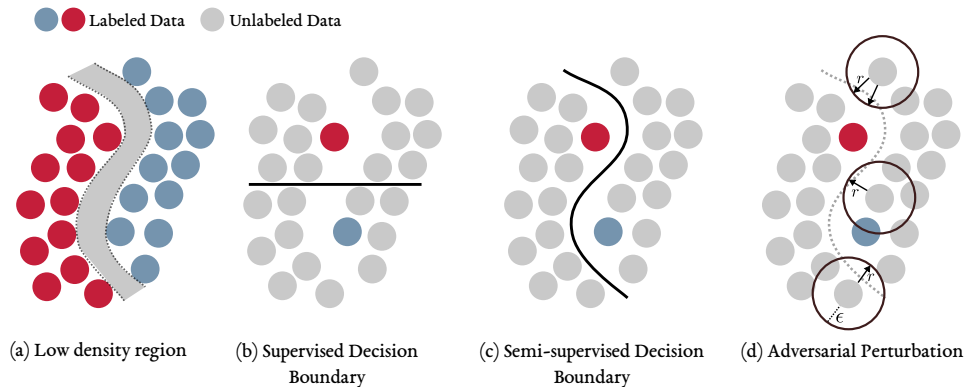 Labeled Data
Unlabeled Data
r
r
r
ϵ
(a) Low density region
(b) Supervised Decision
Boundary
(c) Semi-supervised Decision
Boundary
(d) Adversarial Perturbation